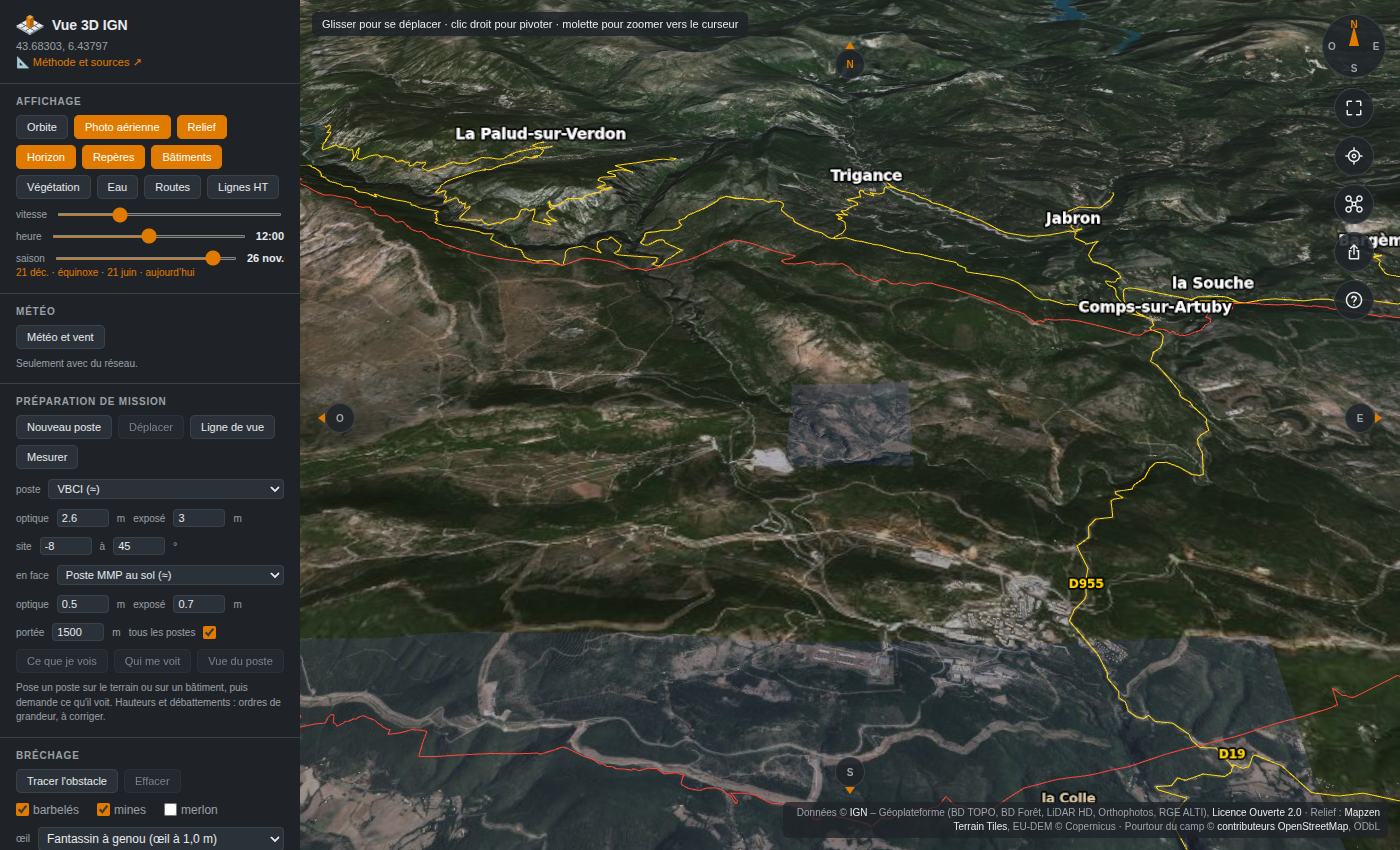 Vue 3D IGN
43.68303, 6.43797
📐 Méthode et sources ↗
AFFICHAGE
Orbite
Photo aérienne
Relief
Horizon
Repères
Bâtiments
Végétation
Eau
Routes
Lignes HT
vitesse
heure 12:00
saison 26 nov.
21 déc. · équinoxe · 21 juin · aujourd'hui
MÉTÉO
Météo et vent
Seulement avec du réseau.
PRÉPARATION DE MISSION
Nouveau poste
Déplacer
Ligne de vue
Mesurer
poste VBCI (≈)
optique 2.6 m exposé 3 m
site -8 à 45 °
en face Poste MMP au sol (≈)
optique 0.5 m exposé 0.7 m
portée 1500 m tous les postes
Ce que je vois
Qui me voit
Vue du poste
Pose un poste sur le terrain ou sur un bâtiment, puis
demande ce qu'il voit. Hauteurs et débattements : ordres de
grandeur, à corriger.
BRÉCHAGE
Tracer l'obstacle
Effacer
barbelés mines merlon
œil Fantassin à genou (œil à 1,0 m)
Glisser pour se déplacer · clic droit pour pivoter · molette pour zoomer vers le curseur
N
N
O E
S
La Palud-sur-Verdon
Trigance
Jabron
la Souche
Comps-sur-Artuby
O
E
D955
D19
S
la Colle
Données © IGN – Géoplateforme (BD TOPO, BD Forêt, LiDAR HD, Orthophotos, RGE ALTI), Licence Ouverte 2.0 · Relief : Mapzen
Terrain Tiles, EU-DEM © Copernicus · Pourtour du camp © contributeurs OpenStreetMap, ODbL